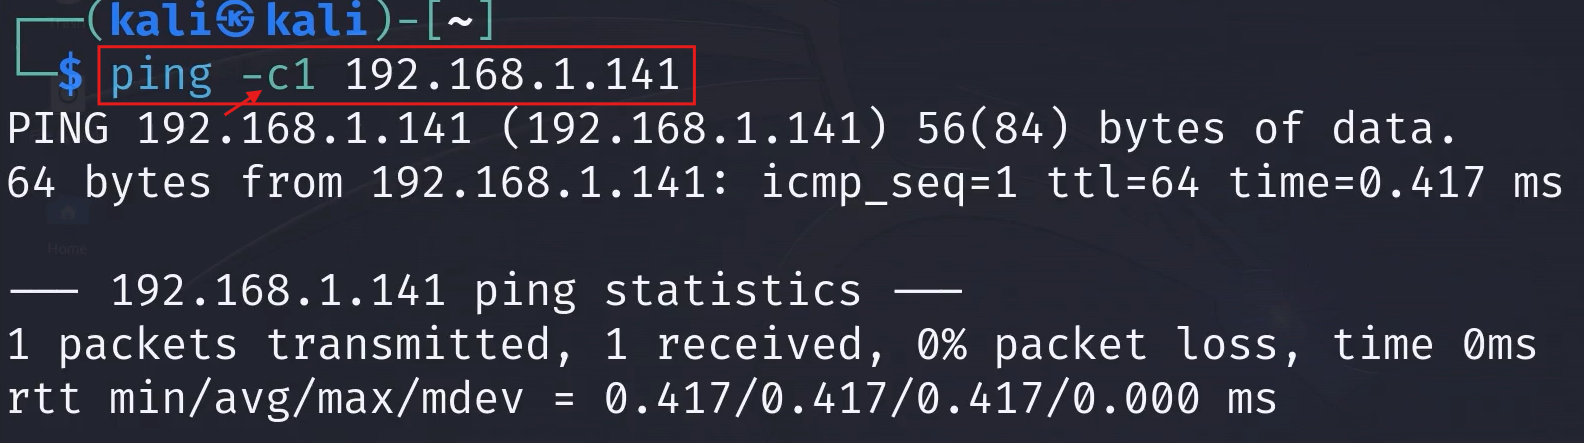 (kali㉿kali)-[~]
$ ping -c1 192.168.1.141
PING 192.168.1.141 (192.168.1.141) 56(84) bytes of data.
64 bytes from 192.168.1.141: icmp_seq=1 ttl=64 time=0.417 ms
Home
--- 192.168.1.141 ping statistics ---
1 packets transmitted, 1 received, 0% packet loss, time 0ms
rtt min/avg/max/mdev = 0.417/0.417/0.417/0.000 ms